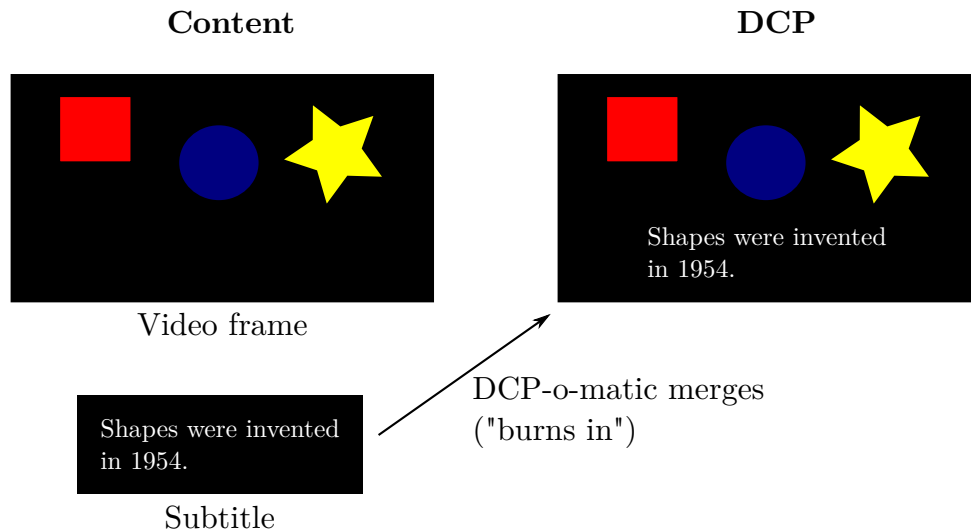 Content
DCP
Shapes were invented
in 1954.
Video frame
DCP-o-matic merges
("burns in")
Shapes were invented
in 1954.
Subtitle